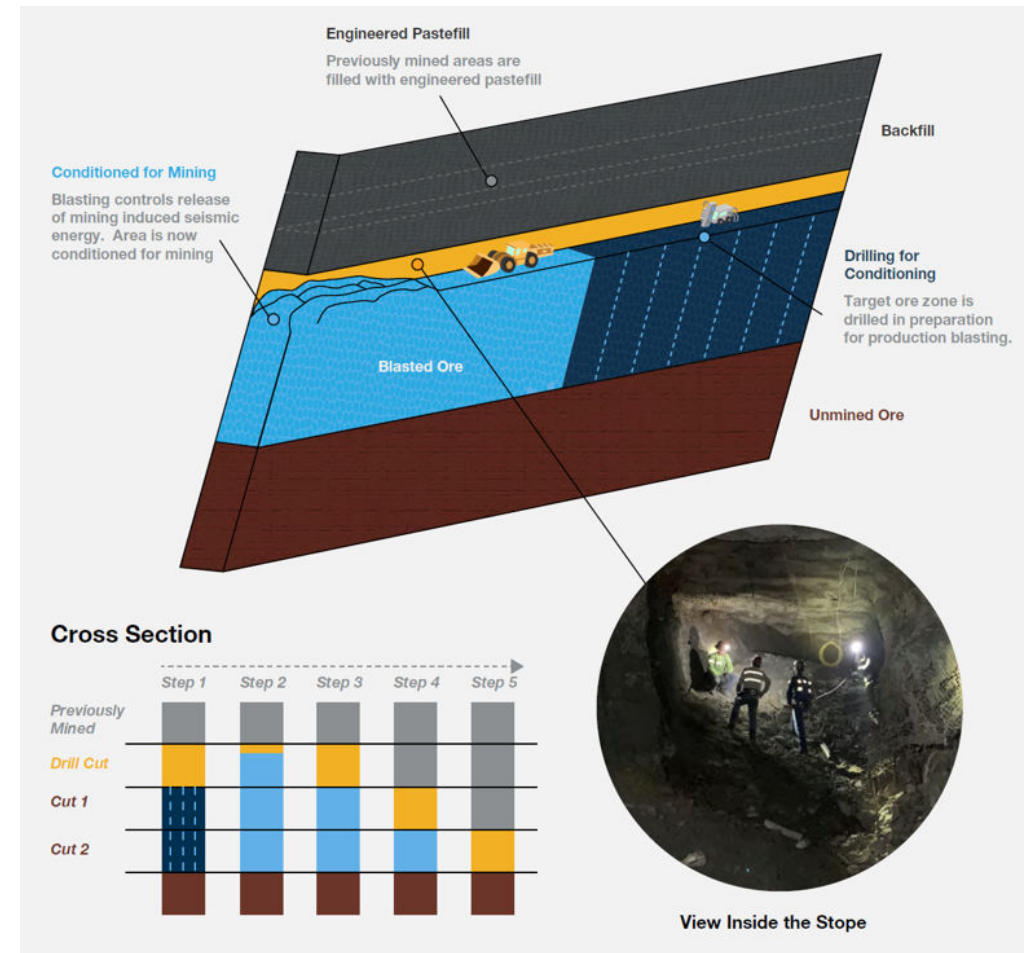 Engineered Pastefill
Previously mined areas are
filled with engineered pastefill
Backfill
Conditioned for Mining
Blasting controls release
of mining induced seismic
energy. Area is now
conditioned for mining
Drilling for
Conditioning
Target ore zone is
drilled in preparation
for production blasting.
Blasted Ore
Unmined Ore
Cross Section
Step 1 Step 2 Step 3 Step 4 Step 5
Previously
Mined
Drill Cut
Cut 1
Cut 2
View Inside the Stope